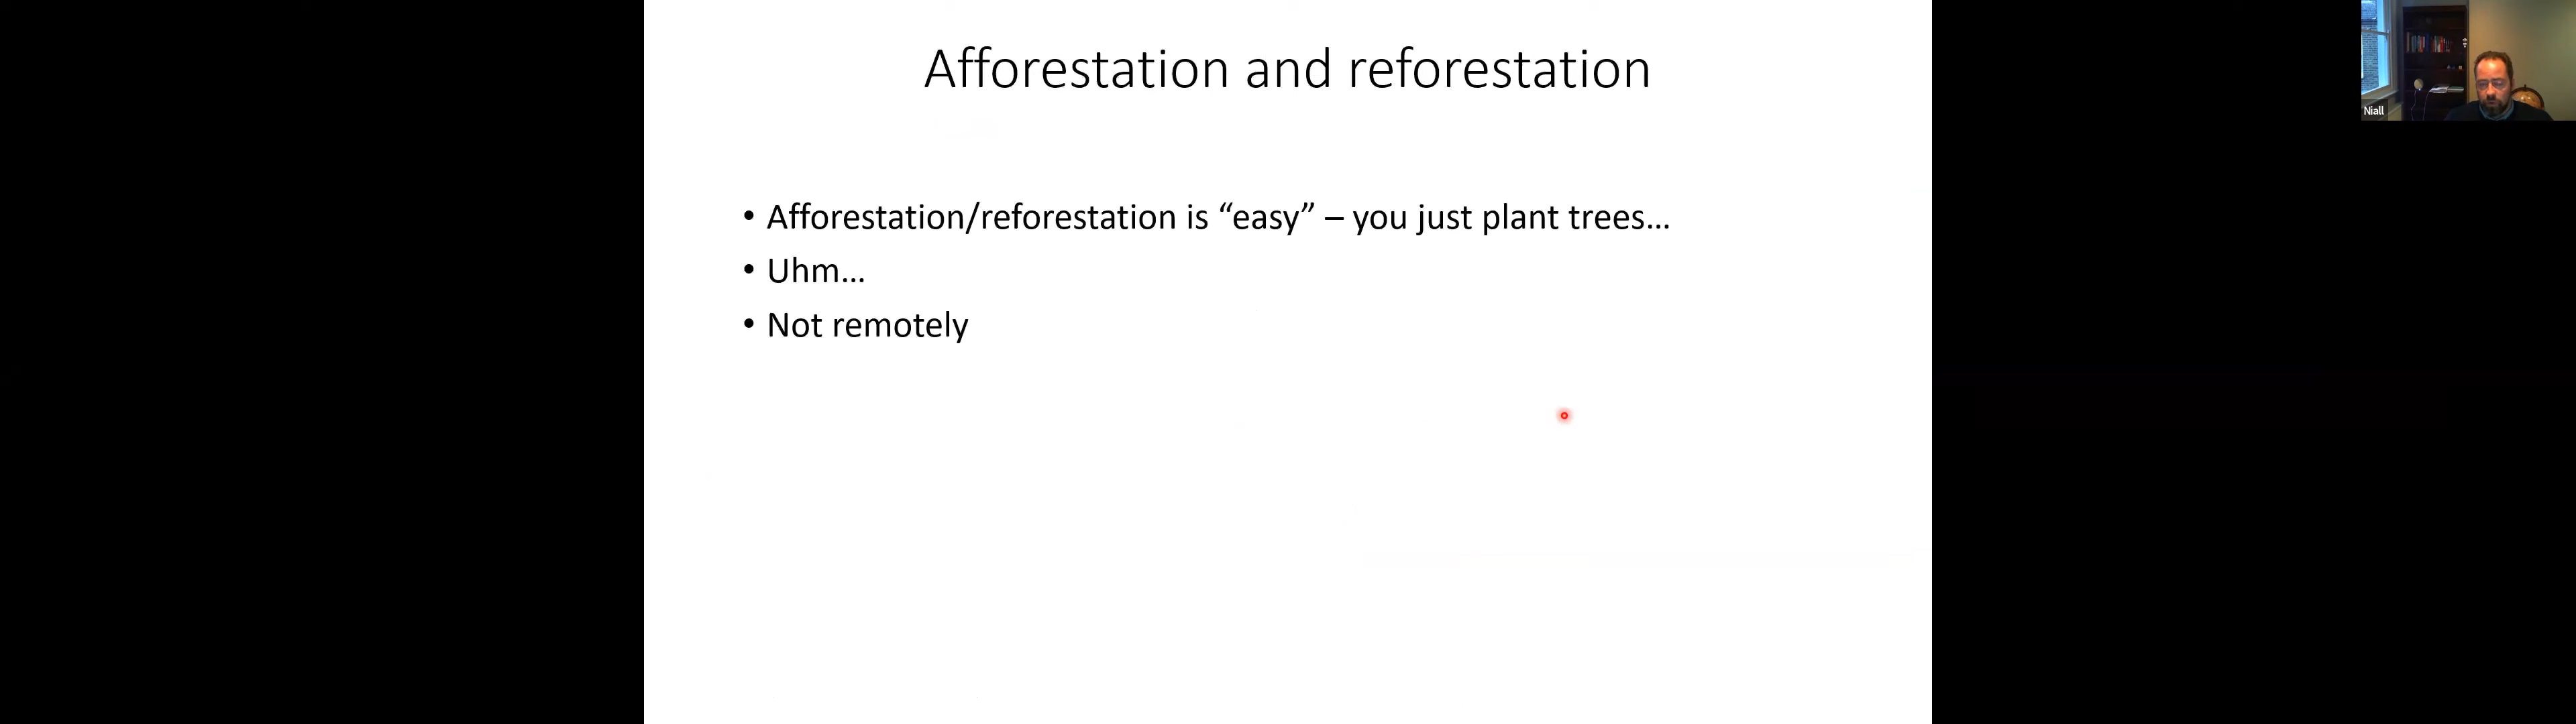 Afforestation and reforestation
• Afforestation/reforestation is “easy” – you just plant trees…
• Uhm…
• Not remotely
Niall